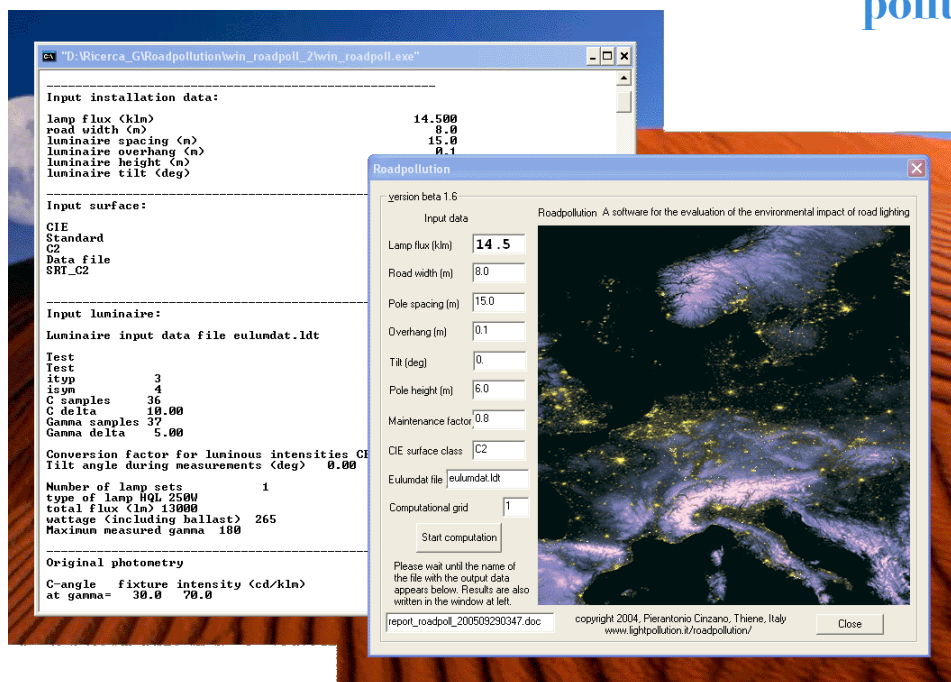 "D:\Ricerca_G\Roadpollution\win_roadpoll_2\win_roadpoll.exe"
Input installation data:
lamp flux (klm) 14.500
road width (m) 8.0
luminaire spacing (m) 15.0
luminaire overhang (m) 0.1
luminaire height (m)
luminaire tilt (deg)
Input surface:
CIE
Standard
C2
Data file
SRT_C2
Input luminaire:
Luminaire input data file eulumdat.ldt
Test
Test
ityp 3
isym 4
C samples 36
C delta 10.00
Gamma samples 37
Gamma delta 5.00
Conversion factor for luminous intensities CF
Tilt angle during measurements (deg) 0.00
Number of lamp sets 1
type of lamp HQL 250W
total flux (lm) 13000
wattage (including ballast) 265
Maximum measured gamma 180
Original photometry
C-angle fixture intensity (cd/klm)
at gamma= 30.0 70.0
Roadpollution
version beta 1.6
Input data
Roadpollution A software for the evaluation of the environmental impact of road lighting
Lamp flux (klm) 14.5
Road width (m) 8.0
Pole spacing (m) 15.0
Overhang (m) 0.1
Tilt (deg) 0.
Pole height (m) 6.0
Maintenance factor 0.8
CIE surface class C2
Eulumdat file eulumdat.ldt
Computational grid 1
Start computation
Please wait until the name of
the file with the output data
appears below. Results are also
written in the window at left.
report_roadpoll_200509290347.doc
copyright 2004, Pierantonio Cinzano, Thiene, Italy
www.lightpollution.it/roadpollution/
Close